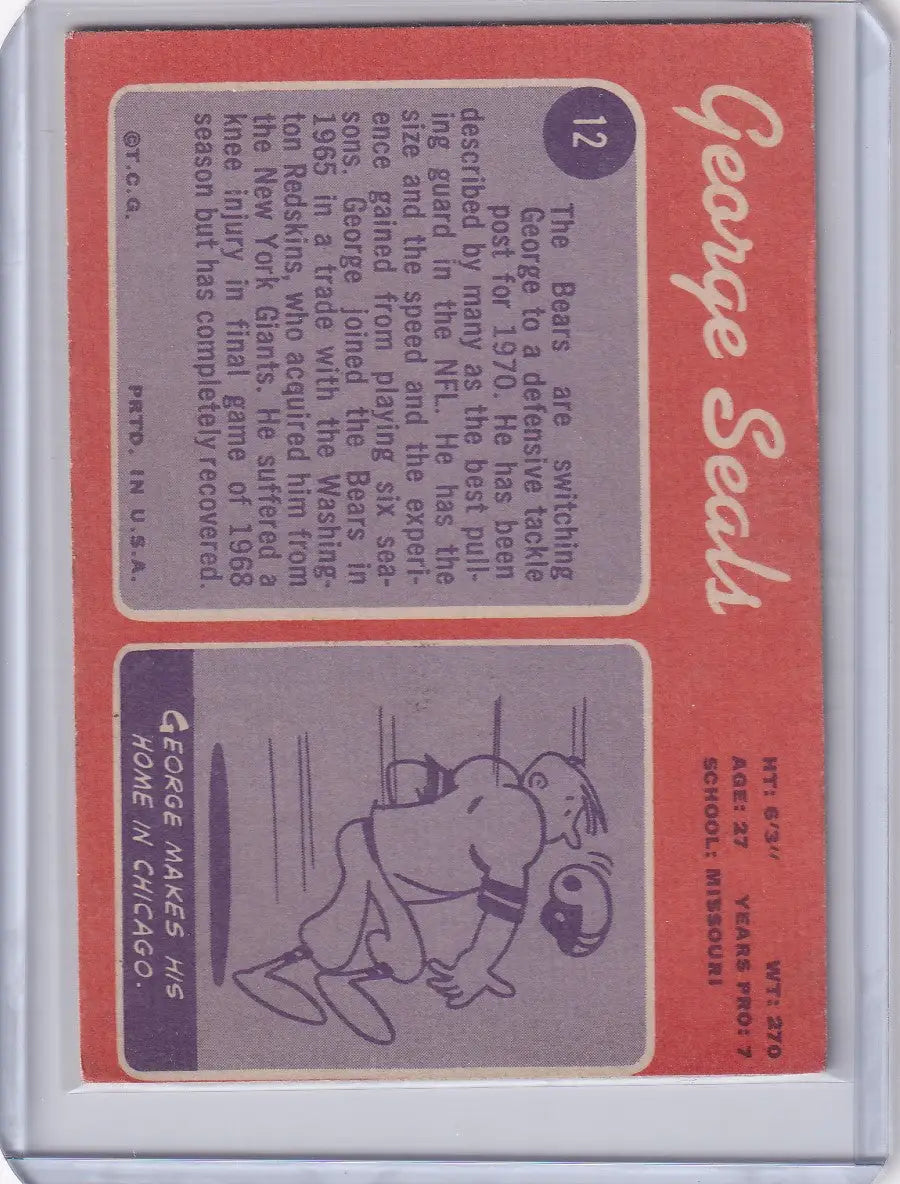 George Seals
HT: 6'3" WT: 270
AGE: 27 YEARS PRO: 7
SCHOOL: MISSOURI
12
The Bears are switching
George to a defensive tackle
post for 1970. He has been
described by many as the best pull-
ing guard in the NFL. He has the
size and the speed and the experi-
ence gained from playing six sea-
sons. George joined the Bears in
1965 in a trade with the Washing-
ton Redskins, who acquired him from
the New York Giants. He suffered a
knee injury in final game of 1968
season but has completely recovered.
©T.C.G. PRTD. IN U.S.A.
GEORGE MAKES HIS
HOME IN CHICAGO.